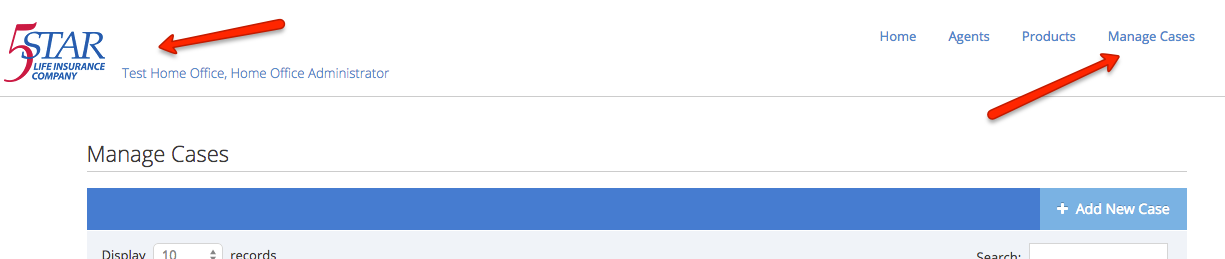 5STAR
LIFE INSURANCE
COMPANY
Test Home Office, Home Office Administrator
Home Agents Products Manage Cases
Manage Cases
+ Add New Case
Display 10 records Search: